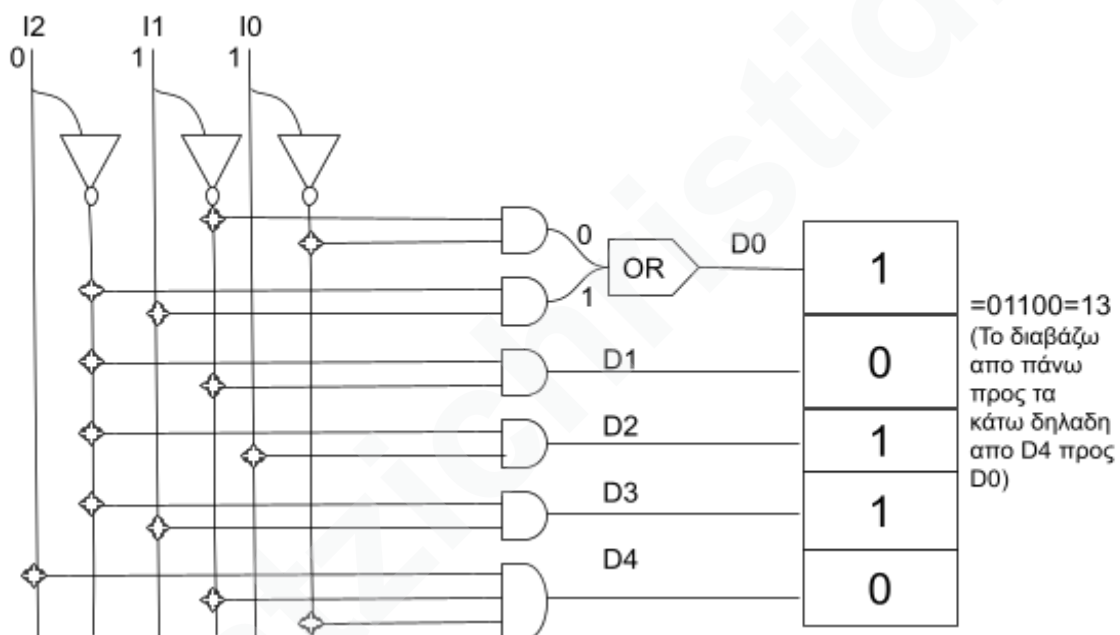 I2 I1 I0
0 1 1
0
1
OR
D0
1
=01100=13
(Το διαβάζω
απο πάνω
προς τα
κάτω δηλαδη
απο D4 προς
D0)
D1
0
D2
1
D3
1
D4
0